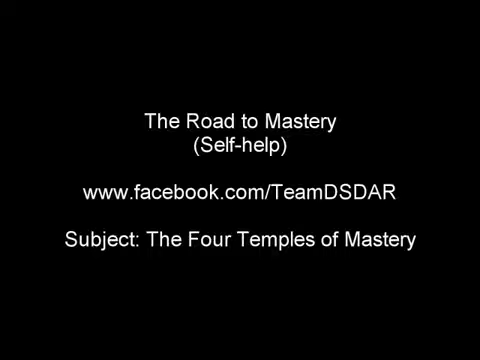 The Road to Mastery
(Self-help)
www.facebook.com/TeamDSDAR
Subject: The Four Temples of Mastery